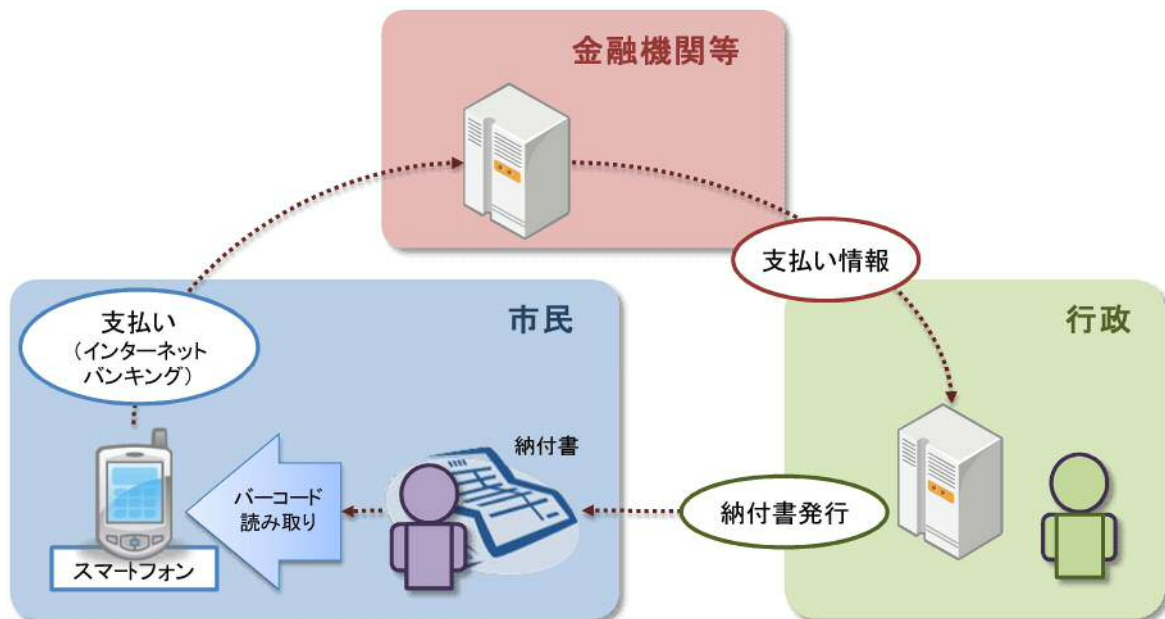 金融機関等
支払い情報
市民
支払い
(インターネット
バンキング)
行政
納付書
バーコード
読み取り
納付書発行
スマートフォン